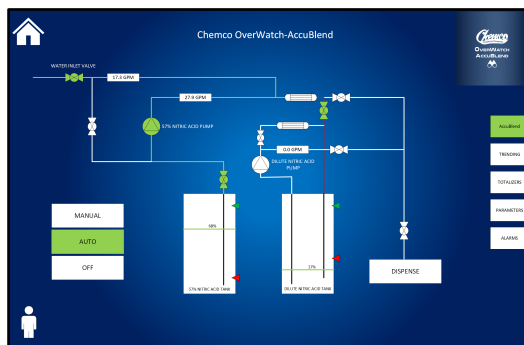 Chemco OverWatch-AccuBlend
Chemco
OVERWATCH
ACCUBLEND
WATER INLET VALVE
17.3 GPM
27.9 GPM
57% NITRIC ACID PUMP
0.0 GPM
DILUTE NITRIC ACID
PUMP
AccuBlend
TRENDING
TOTALIZERS
PARAMETERS
ALARMS
MANUAL
AUTO
OFF
68%
17%
57% NITRIC ACID TANK
DILUTE NITRIC ACID TANK
DISPENSE